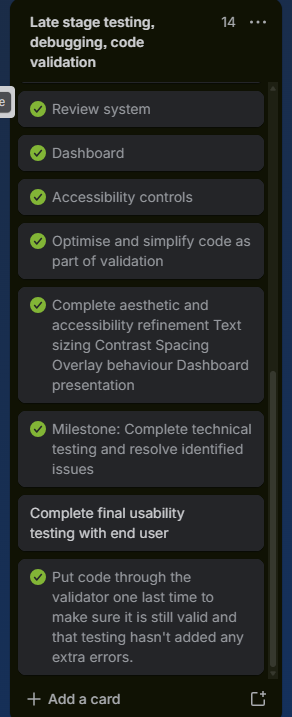 Late stage testing, 14 ...
debugging, code
validation
e
Review system
Dashboard
Accessibility controls
Optimise and simplify code as
part of validation
Complete aesthetic and
accessibility refinement Text
sizing Contrast Spacing
Overlay behaviour Dashboard
presentation
Milestone: Complete technical
testing and resolve identified
issues
Complete final usability
testing with end user
Put code through the
validator one last time to
make sure it is still valid and
that testing hasn't added any
extra errors.
+ Add a card